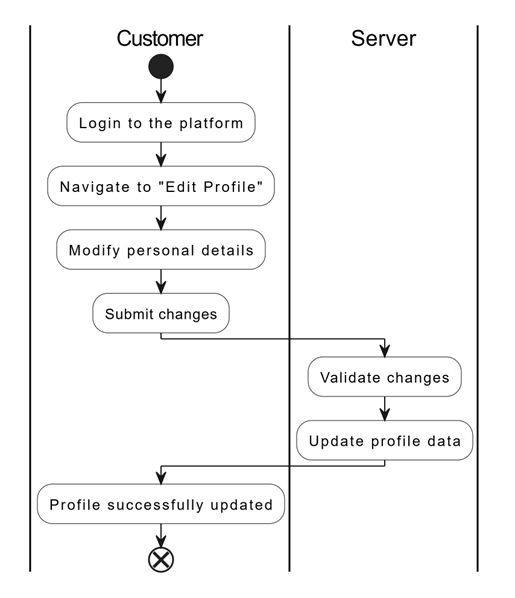 Customer
Server
Login to the platform
Navigate to "Edit Profile"
Modify personal details
Submit changes
Validate changes
Update profile data
Profile successfully updated